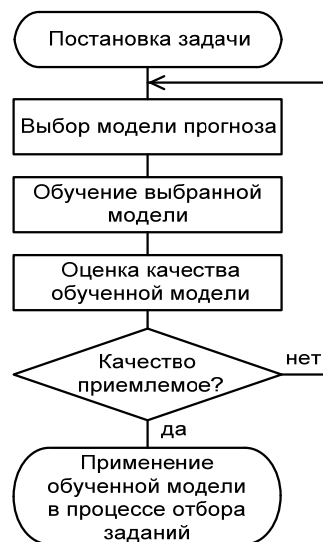 Постановка задачи
Выбор модели прогноза
Обучение выбранной
модели
Оценка качества
обученной модели
Качество
приемлемое?
нет
да
Применение
обученной модели
в процессе отбора
заданий